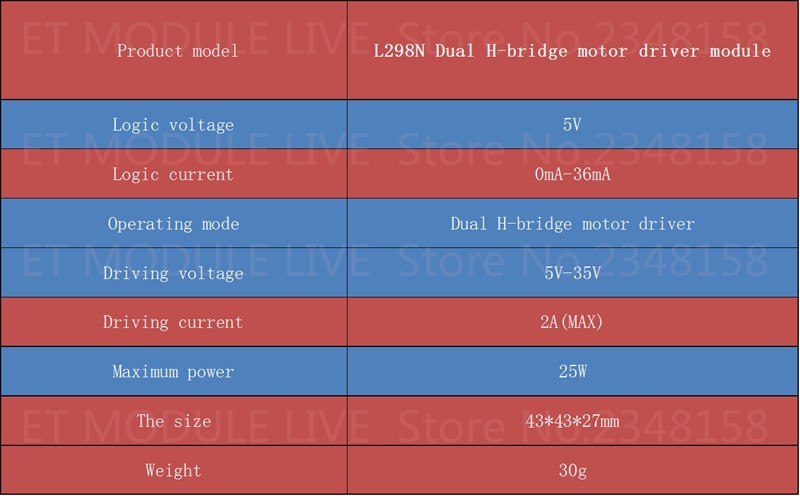 ET MODULE LIVE Store No.2348158
Product model L298N Dual H-bridge motor driver module
Logic voltage 5V
ET MODULE LIVE Store No.2348158
Logic current 0mA-36mA
Operating mode Dual H-bridge motor driver
ET MODULE LIVE Store No.2348158
Driving voltage 5V-35V
Driving current 2A(MAX)
Maximum power 25W
ET MODULE LIVE Store No.2348158
The size 43*43*27mm
Weight 30g